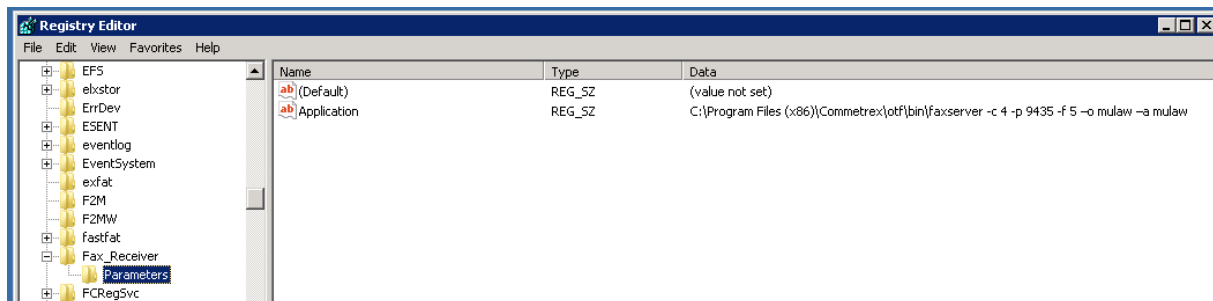 Registry Editor
File Edit View Favorites Help
EFS
elxstor
ErrDev
ESENT
eventlog
EventSystem
exfat
F2M
F2MW
fastfat
Fax_Receiver
Parameters
FCRegSvc
Name Type Data
ab (Default) REG_SZ (value not set)
ab Application REG_SZ C:\Program Files (x86)\Commetrex\otf\bin\faxserver -c 4 -p 9435 -f 5 –o mulaw –a mulaw